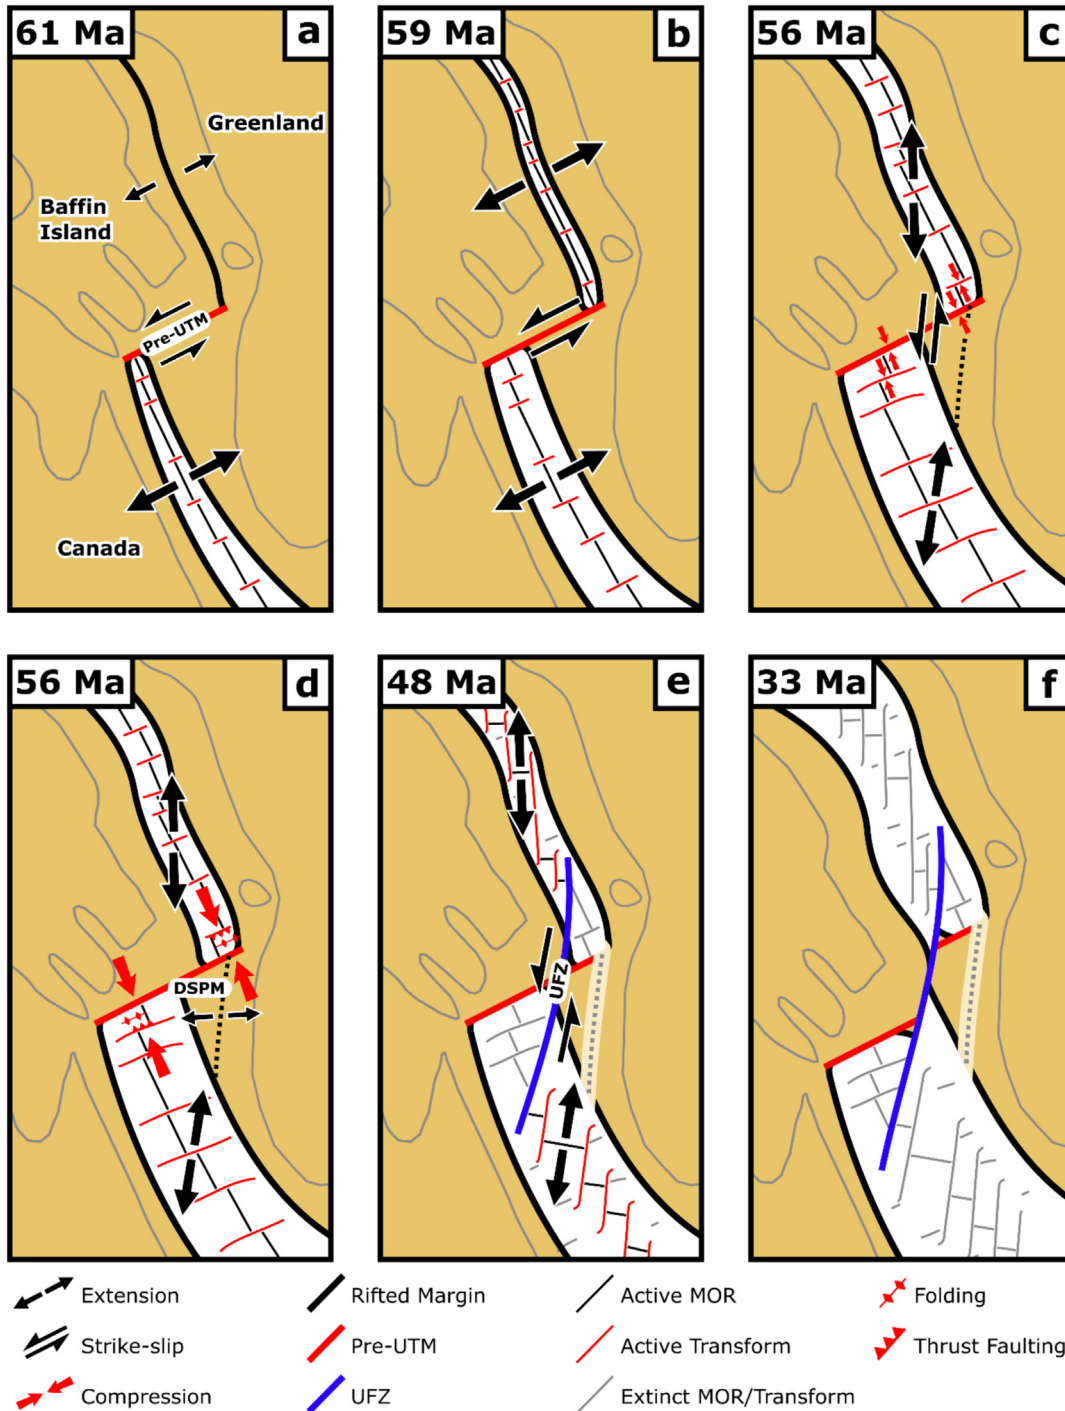 61 Ma
a
Greenland
Baffin
Island
Pre-UTM
Canada
59 Ma
b
56 Ma
c
56 Ma
d
DSPM
48 Ma
e
UFZ
33 Ma
f
Extension
Rifted Margin
Active MOR
Folding
Strike-slip
Pre-UTM
Active Transform
Thrust Faulting
Compression
UFZ
Extinct MOR/Transform